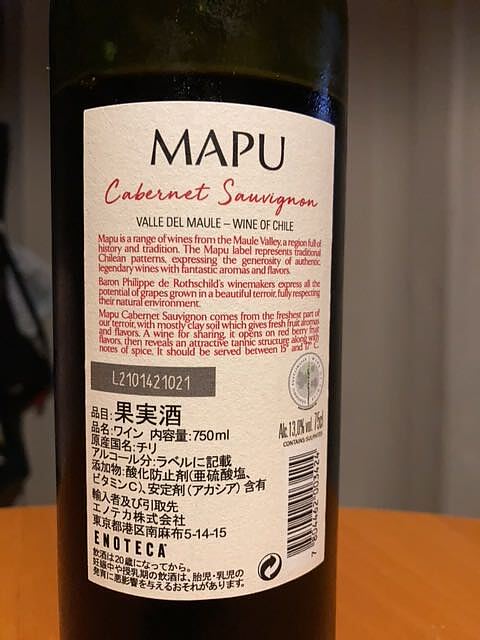 MAPU
Cabernet Sauvignon
VALLE DEL MAULE – WINE OF CHILE
Mapu is a range of wines from the Maule Valley, a region full of
history and tradition. The Mapu label represents traditional
Chilean patterns, expressing the generosity of authentic,
legendary wines with fantastic aromas and flavors.
Baron Philippe de Rothschild's winemakers express all the
potential of grapes grown in a beautiful terroir, fully respecting
their natural environment.
Mapu Cabernet Sauvignon comes from the freshest part of
our terroir, with mostly clay soil which gives fresh fruit aromas
and flavors. A wine for sharing, it opens on red berry fruit
flavors, then reveals an attractive tannic structure along with
notes of spice. It should be served between 15° and 17° C.
L2101421021
Alc.13,0% vol. 75cl
CONTAINS SULPHITES
品目:果実酒
品名:ワイン 内容量:750ml
原産国名:チリ
アルコール分:ラベルに記載
添加物:酸化防止剤(亜硫酸塩、
ビタミンC)、安定剤(アカシア)含有
輸入者及び引取先
エノテカ株式会社
東京都港区南麻布5-14-15
ENOTECA
飲酒は20歳になってから。
妊娠中や授乳期の飲酒は、胎児・乳児の
発育に悪影響を与えるおそれがあります。
7 804462 003424